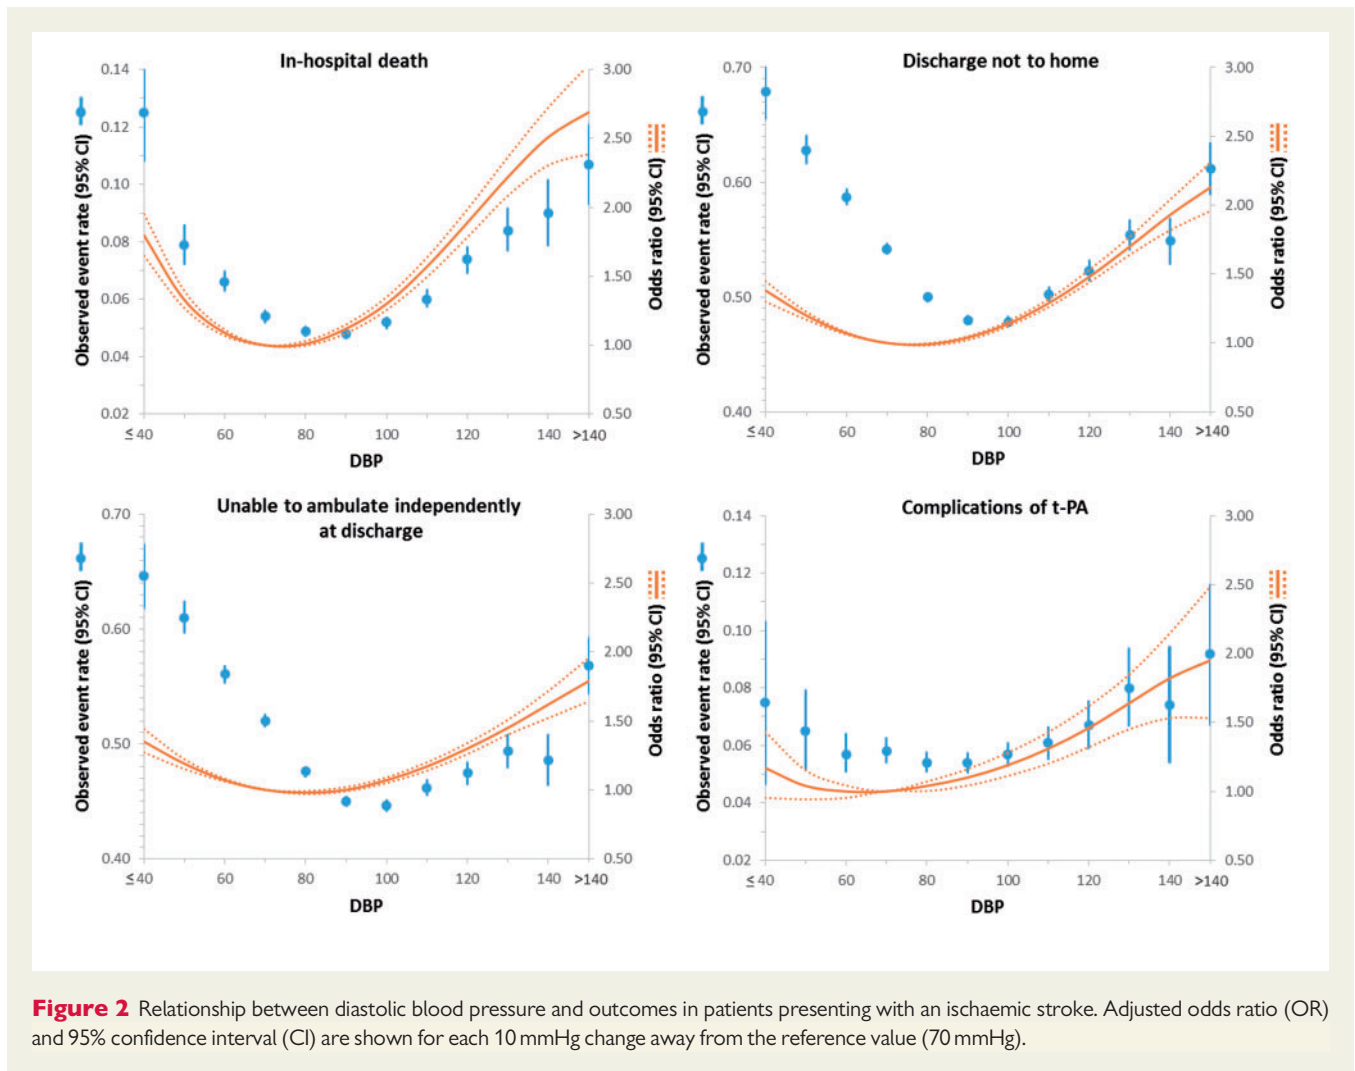 In-hospital death
Observed event rate (95% CI)
0.14
0.12
0.10
0.08
0.06
0.04
0.02
3.00
2.50
2.00
1.50
1.00
0.50
Odds ratio (95% CI)
≤40 60 80 100 120 140 >140
DBP
Discharge not to home
Observed event rate (95% CI)
0.70
0.60
0.50
0.40
3.00
2.50
2.00
1.50
1.00
0.50
Odds ratio (95% CI)
≤40 60 80 100 120 140 >140
DBP
Unable to ambulate independently
at discharge
Observed event rate (95% CI)
0.70
0.60
0.50
0.40
3.00
2.50
2.00
1.50
1.00
0.50
Odds ratio (95% CI)
≤40 60 80 100 120 140 >140
DBP
Complications of t-PA
Observed event rate (95% CI)
0.14
0.12
0.10
0.08
0.06
0.04
0.02
3.00
2.50
2.00
1.50
1.00
0.50
Odds ratio (95% CI)
≤40 60 80 100 120 140 >140
DBP
Figure 2 Relationship between diastolic blood pressure and outcomes in patients presenting with an ischaemic stroke. Adjusted odds ratio (OR)
and 95% confidence interval (CI) are shown for each 10 mmHg change away from the reference value (70 mmHg).